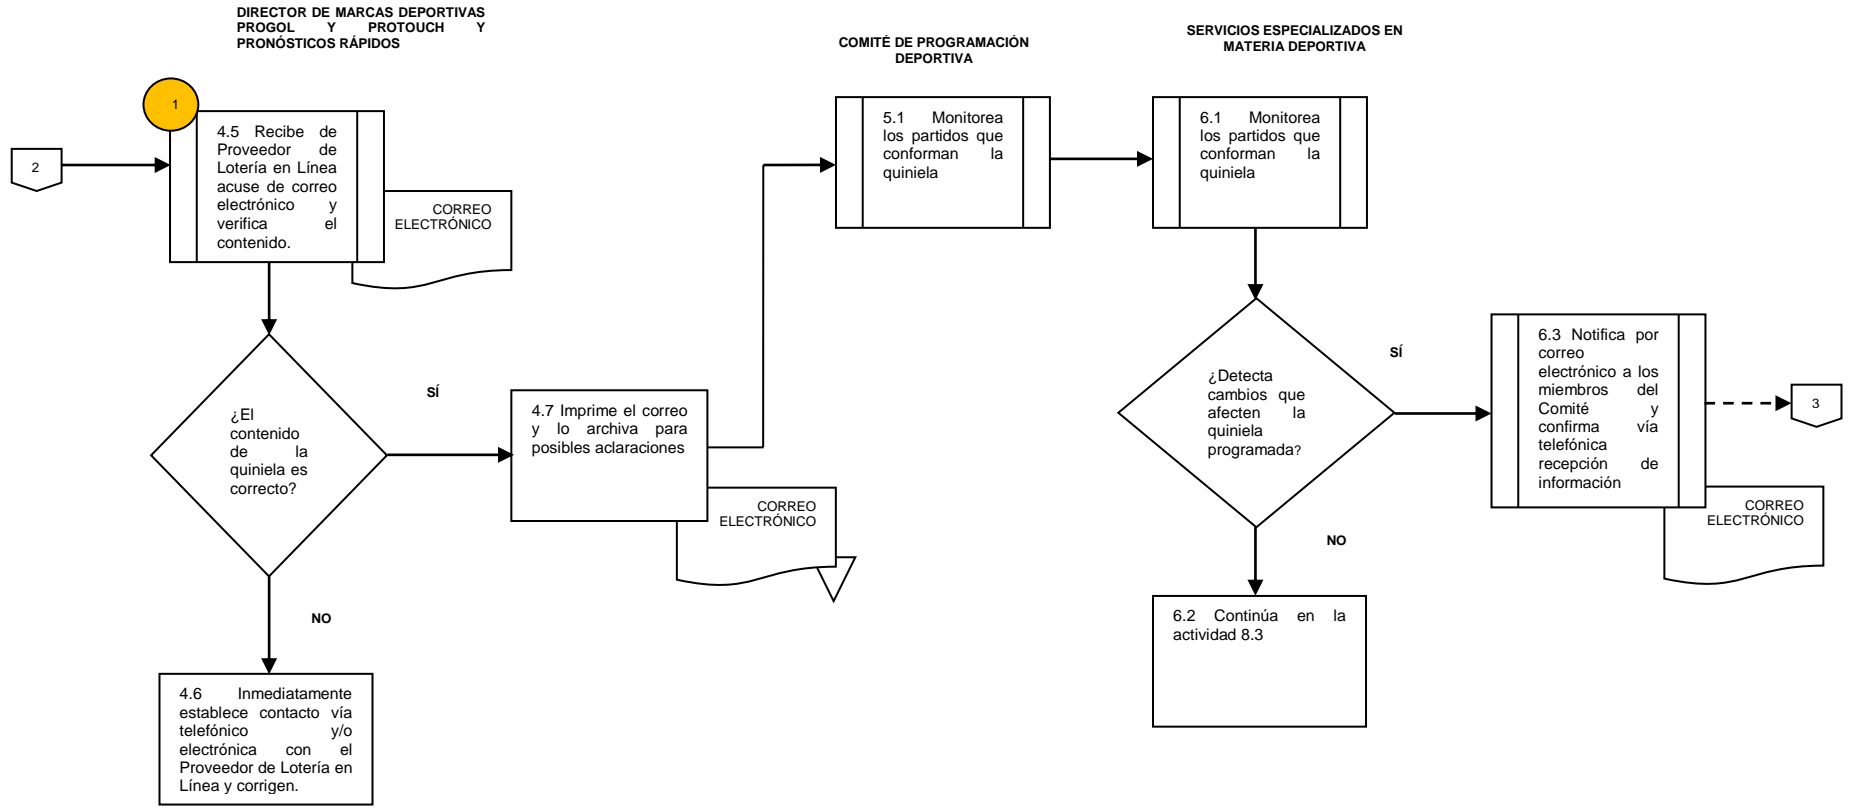 DIRECTOR DE MARCAS DEPORTIVAS
PROGOL Y PROTOUCH Y
PRONÓSTICOS RÁPIDOS
COMITÉ DE PROGRAMACIÓN
DEPORTIVA
SERVICIOS ESPECIALIZADOS EN
MATERIA DEPORTIVA
2
1
4.5 Recibe de
Proveedor de
Lotería en Línea
acuse de correo
electrónico y
verifica el
contenido.
CORREO
ELECTRÓNICO
¿El
contenido
de la
quiniela es
correcto?
SÍ
NO
4.6 Inmediatamente
establece contacto vía
telefónico y/o
electrónica con el
Proveedor de Lotería en
Línea y corrigen.
4.7 Imprime el correo
y lo archiva para
posibles aclaraciones
CORREO
ELECTRÓNICO
5.1 Monitorea
los partidos que
conforman la
quiniela
6.1 Monitorea
los partidos que
conforman la
quiniela
¿Detecta
cambios que
afecten la
quiniela
programada?
SÍ
NO
6.2 Continúa en la
actividad 8.3
6.3 Notifica por
correo
electrónico a los
miembros del
Comité y
confirma vía
telefónica
recepción de
información
CORREO
ELECTRÓNICO
3